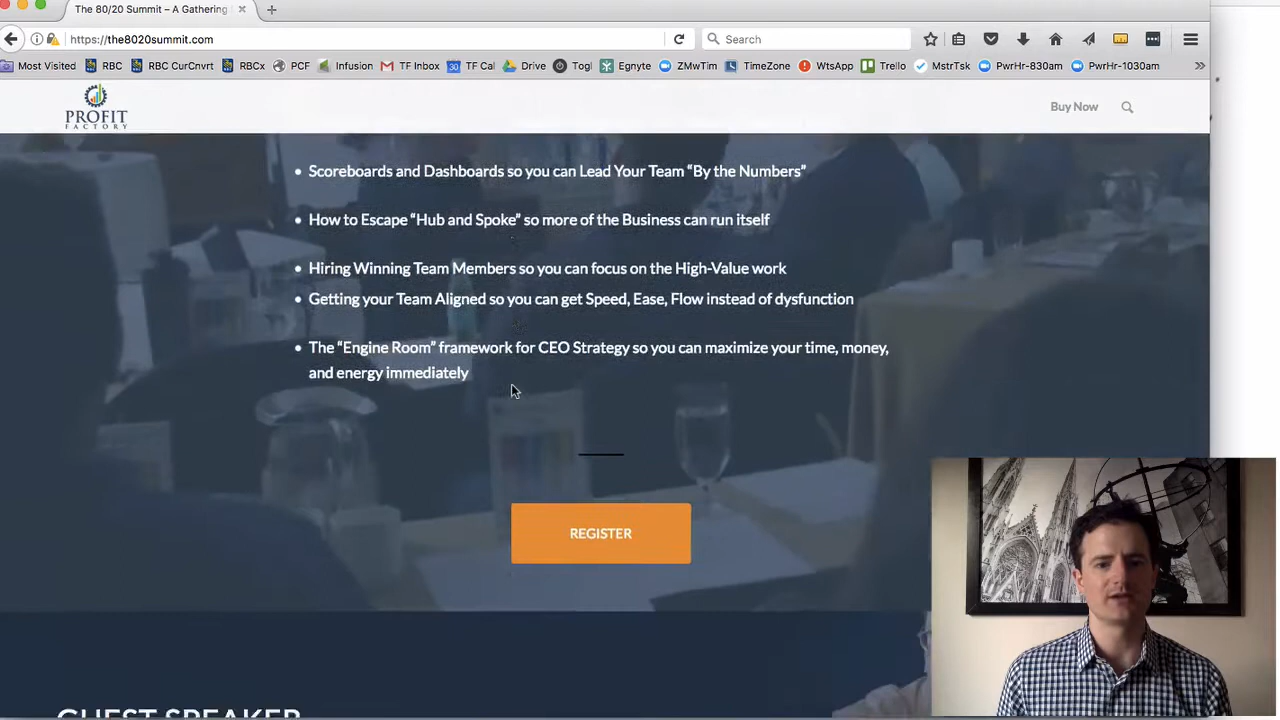 The 80/20 Summit – A Gathering
https://the8020summit.com
Search
Most Visited RBC RBC CurCnvrt RBCx PCF Infusion TF Inbox TF Cal Drive Togl Egnyte ZMwTim TimeZone WtsApp Trello MstrTsk PwrHr-830am PwrHr-1030am
PROFIT
FACTORY
Buy Now
• Scoreboards and Dashboards so you can Lead Your Team “By the Numbers”
• How to Escape “Hub and Spoke” so more of the Business can run itself
• Hiring Winning Team Members so you can focus on the High-Value work
• Getting your Team Aligned so you can get Speed, Ease, Flow instead of dysfunction
• The “Engine Room” framework for CEO Strategy so you can maximize your time, money,
and energy immediately
REGISTER
GUEST SPEAKER